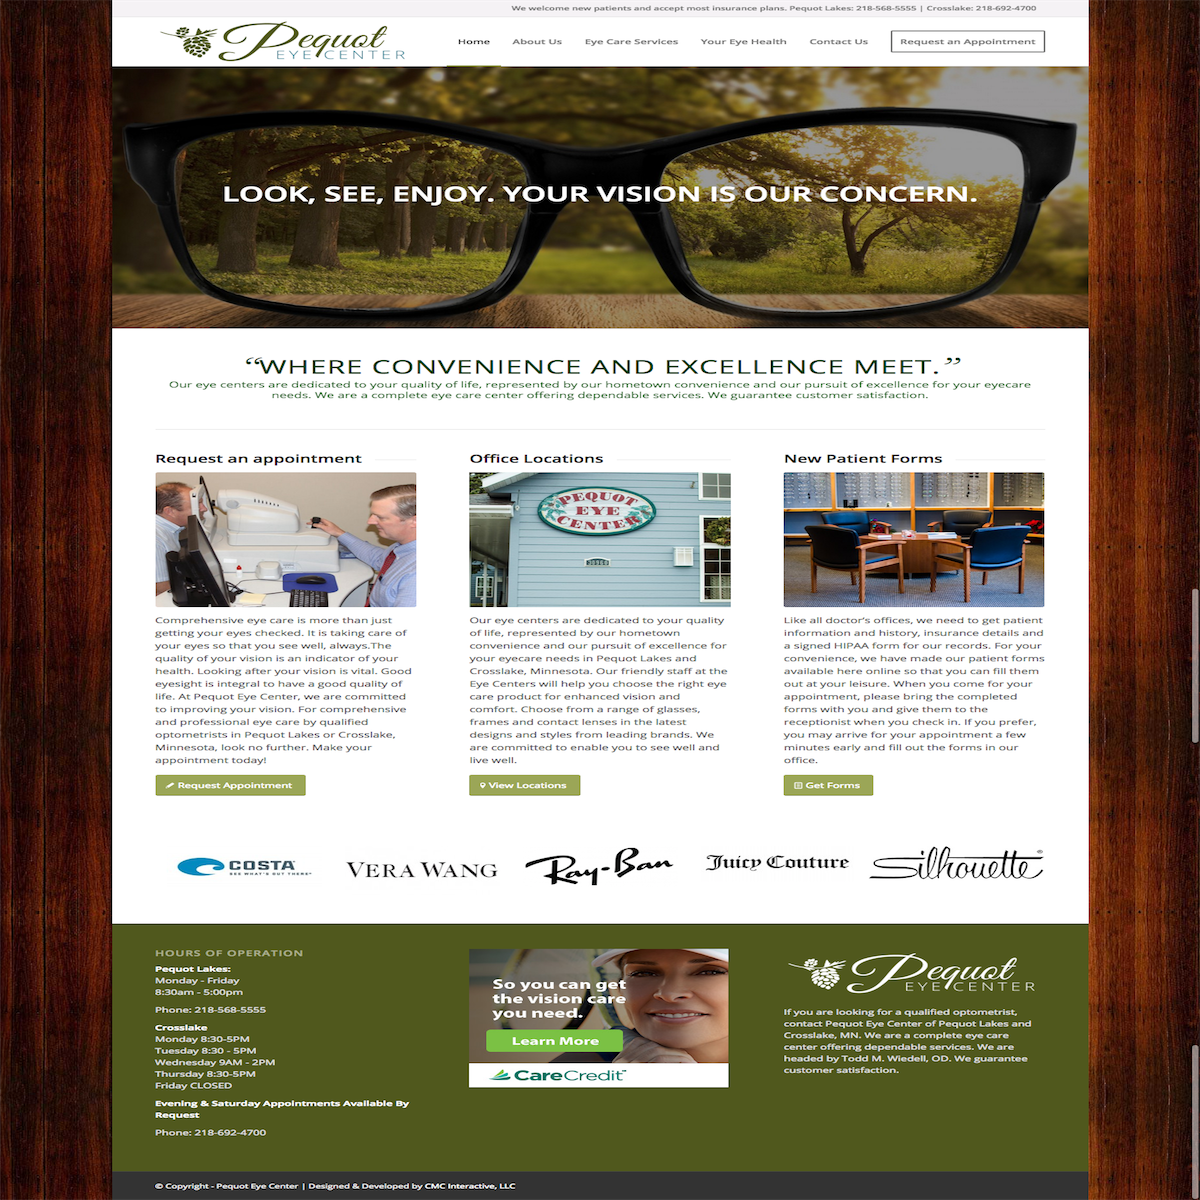 We welcome new patients and accept most insurance plans. Pequot Lakes: 218-568-5555 | Crosslake: 218-692-4700
Pequot
EYE CENTER
Home
About Us
Eye Care Services
Your Eye Health
Contact Us
Request an Appointment
LOOK, SEE, ENJOY. YOUR VISION IS OUR CONCERN.
“WHERE CONVENIENCE AND EXCELLENCE MEET.”
Our eye centers are dedicated to your quality of life, represented by our hometown convenience and our pursuit of excellence for your eyecare
needs. We are a complete eye care center offering dependable services. We guarantee customer satisfaction.
Request an appointment
Comprehensive eye care is more than just
getting your eyes checked. It is taking care of
your eyes so that you see well, always.The
quality of your vision is an indicator of your
health. Looking after your vision is vital. Good
eyesight is integral to have a good quality of
life. At Pequot Eye Center, we are committed
to improving your vision. For comprehensive
and professional eye care by qualified
optometrists in Pequot Lakes or Crosslake,
Minnesota, look no further. Make your
appointment today!
Request Appointment
Office Locations
PEQUOT
EYE
CENTER
Our eye centers are dedicated to your quality
of life, represented by our hometown
convenience and our pursuit of excellence for
your eyecare needs in Pequot Lakes and
Crosslake, Minnesota. Our friendly staff at the
Eye Centers will help you choose the right eye
care product for enhanced vision and
comfort. Choose from a range of glasses,
frames and contact lenses in the latest
designs and styles from leading brands. We
are committed to enable you to see well and
live well.
View Locations
New Patient Forms
Like all doctor’s offices, we need to get patient
information and history, insurance details and
a signed HIPAA form for our records. For your
convenience, we have made our patient forms
available here online so that you can fill them
out at your leisure. When you come for your
appointment, please bring the completed
forms with you and give them to the
receptionist when you check in. If you prefer,
you may arrive for your appointment a few
minutes early and fill out the forms in our
office.
Get Forms
COSTA
SEE WHAT'S OUT THERE
VERA WANG
Ray-Ban
Juicy Couture
Silhouette
HOURS OF OPERATION
Pequot Lakes:
Monday - Friday
8:30am - 5:00pm
Phone: 218-568-5555
Crosslake
Monday 8:30-5PM
Tuesday 8:30 - 5PM
Wednesday 9AM - 2PM
Thursday 8:30-5PM
Friday CLOSED
Evening & Saturday Appointments Available By
Request
Phone: 218-692-4700
So you can get
the vision care
you need.
Learn More
CareCredit
Pequot
EYE CENTER
If you are looking for a qualified optometrist,
contact Pequot Eye Center of Pequot Lakes and
Crosslake, MN. We are a complete eye care
center offering dependable services. We are
headed by Todd M. Wiedell, OD. We guarantee
customer satisfaction.
© Copyright - Pequot Eye Center | Designed & Developed by CMC Interactive, LLC